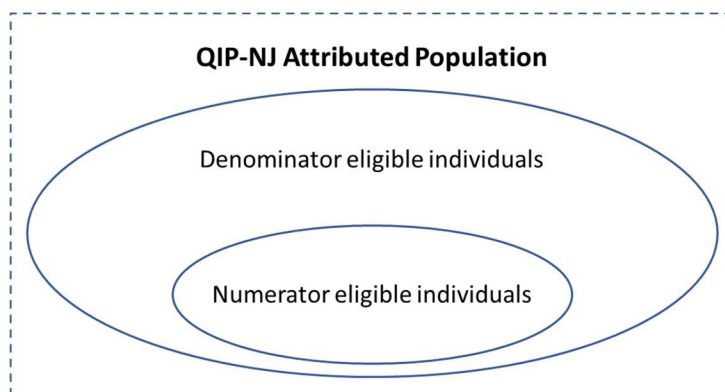 QIP-NJ Attributed Population
Denominator eligible individuals
Numerator eligible individuals